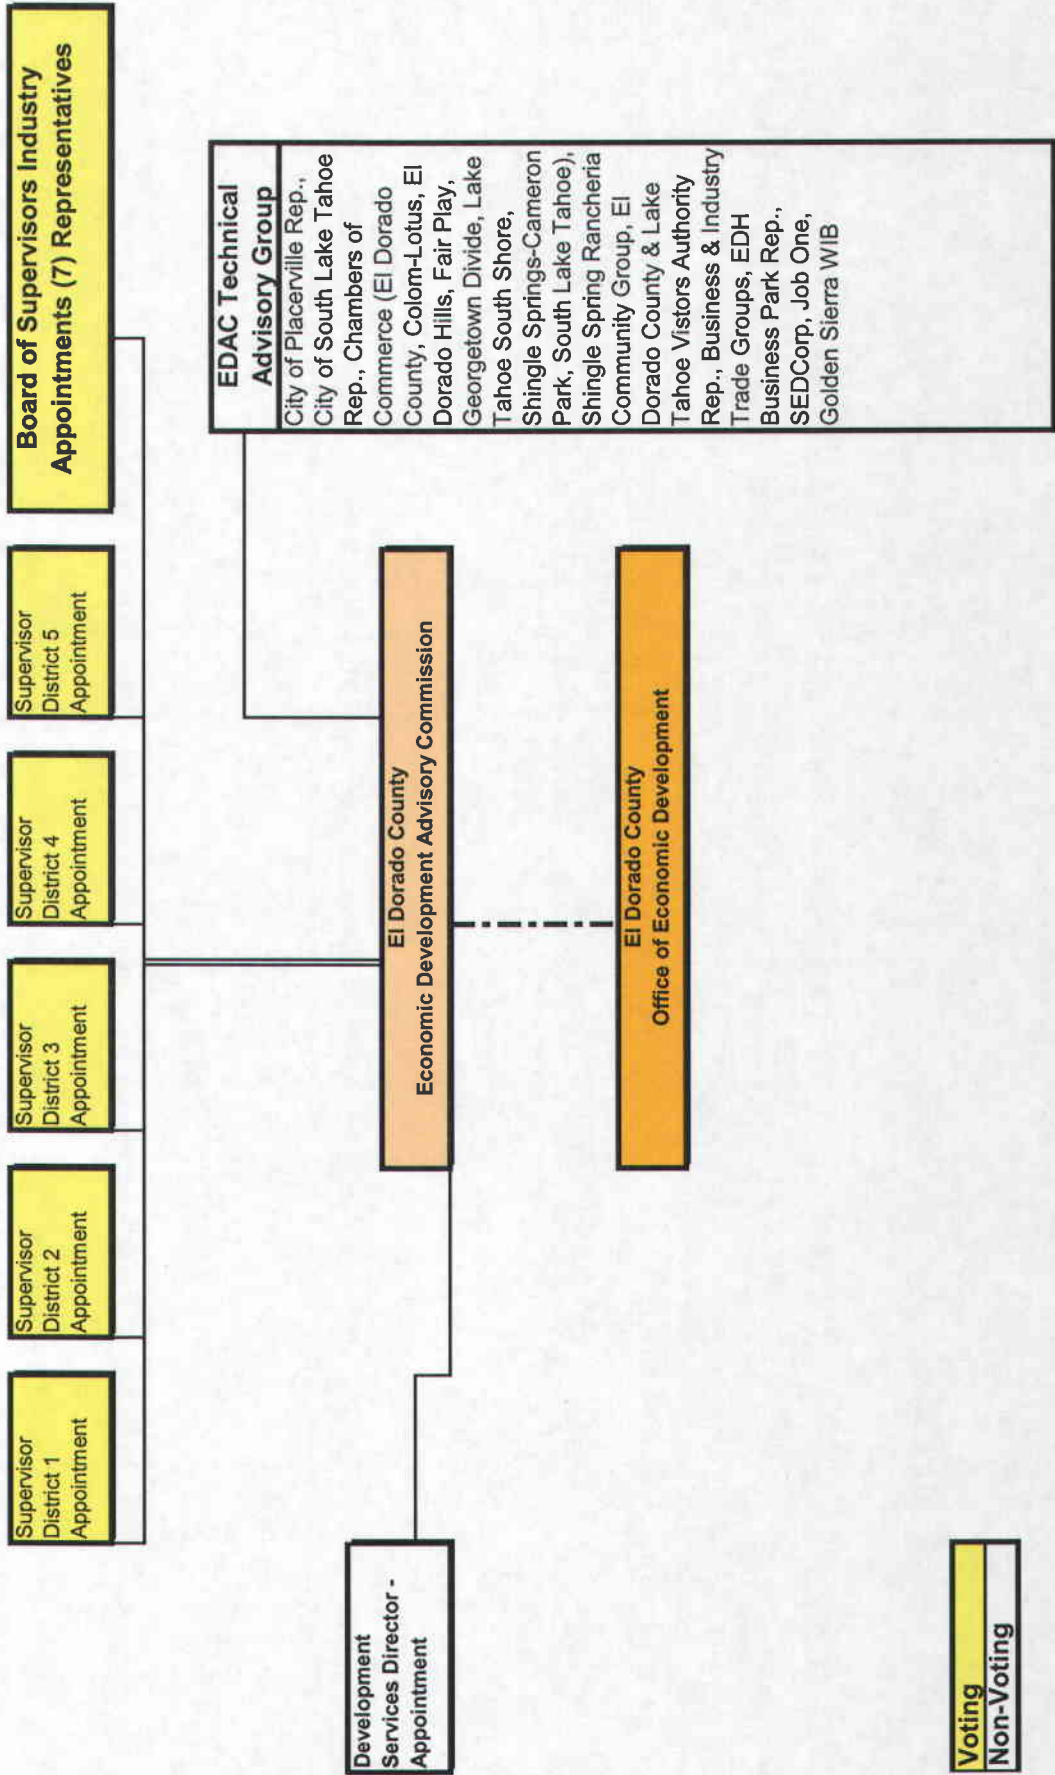 Supervisor
District 1
Appointment
Supervisor
District 2
Appointment
Supervisor
District 3
Appointment
Supervisor
District 4
Appointment
Supervisor
District 5
Appointment
Board of Supervisors Industry
Appointments (7) Representatives
EDAC Technical
Advisory Group
City of Placerville Rep.,
City of South Lake Tahoe
Rep., Chambers of
Commerce (El Dorado
County, Colom-Lotus, El
Dorado Hills, Fair Play,
Georgetown Divide, Lake
Tahoe South Shore,
Shingle Springs-Cameron
Park, South Lake Tahoe),
Shingle Spring Rancheria
Community Group, El
Dorado County & Lake
Tahoe Vistors Authority
Rep., Business & Industry
Trade Groups, EDH
Business Park Rep.,
SEDCorp, Job One,
Golden Sierra WIB
Development
Services Director -
Appointment
El Dorado County
Economic Development Advisory Commission
El Dorado County
Office of Economic Development
Voting
Non-Voting